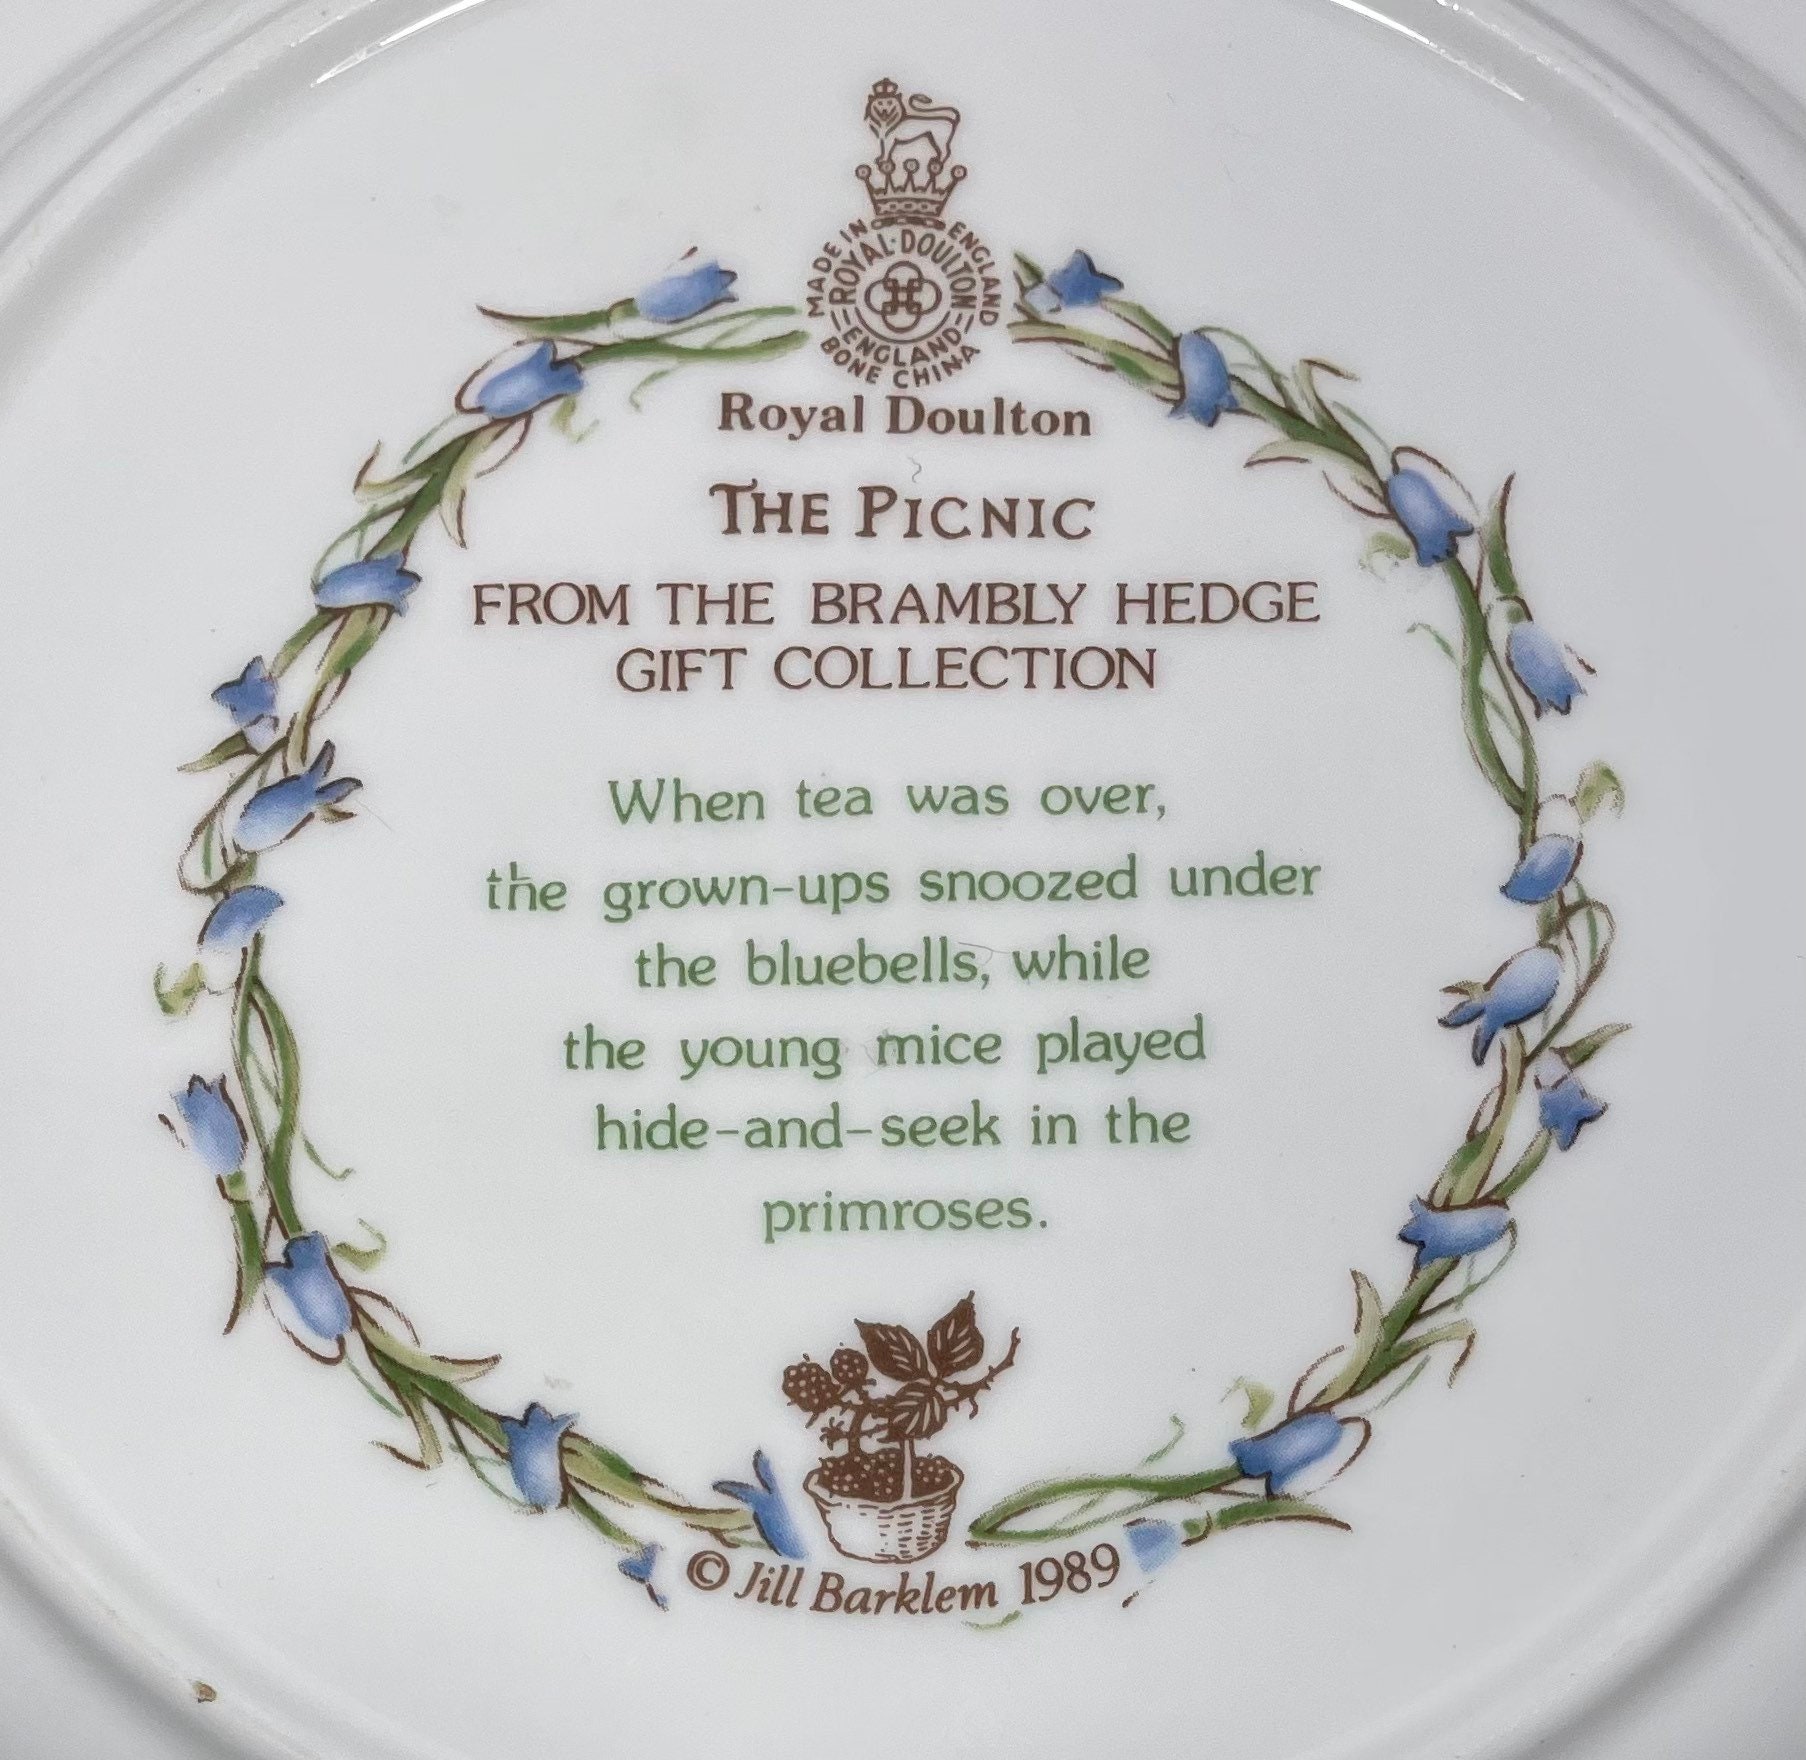 MADE IN ENGLAND
ROYAL·DOULTON
ENGLAND
BONE CHINA
Royal Doulton
THE PICNIC
FROM THE BRAMBLY HEDGE
GIFT COLLECTION
When tea was over,
the grown-ups snoozed under
the bluebells, while
the young mice played
hide-and-seek in the
primroses.
© Jill Barklem 1989